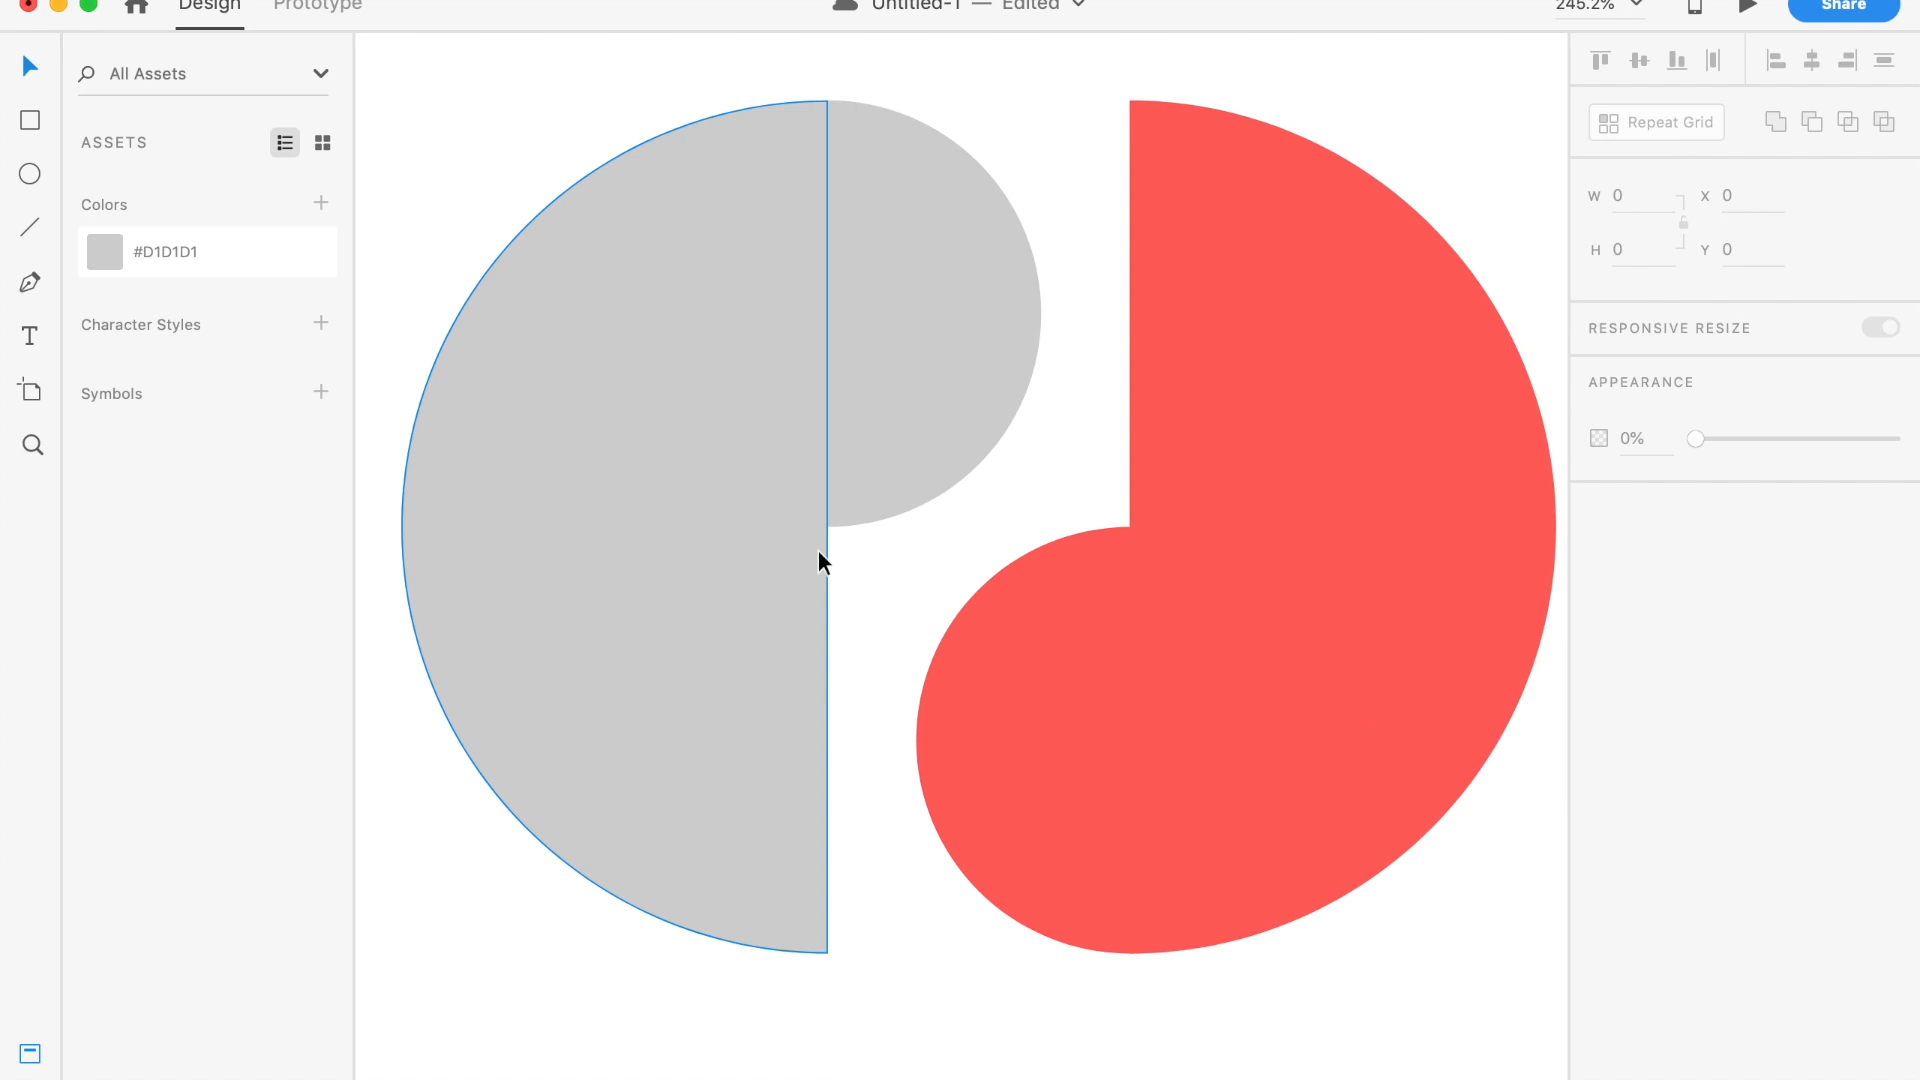 Design Prototype Untitled-1 — Edited 245.2% Share
All Assets
ASSETS
Colors
#D1D1D1
Character Styles
Symbols
Repeat Grid
W 0 X 0
H 0 Y 0
RESPONSIVE RESIZE
APPEARANCE
0%